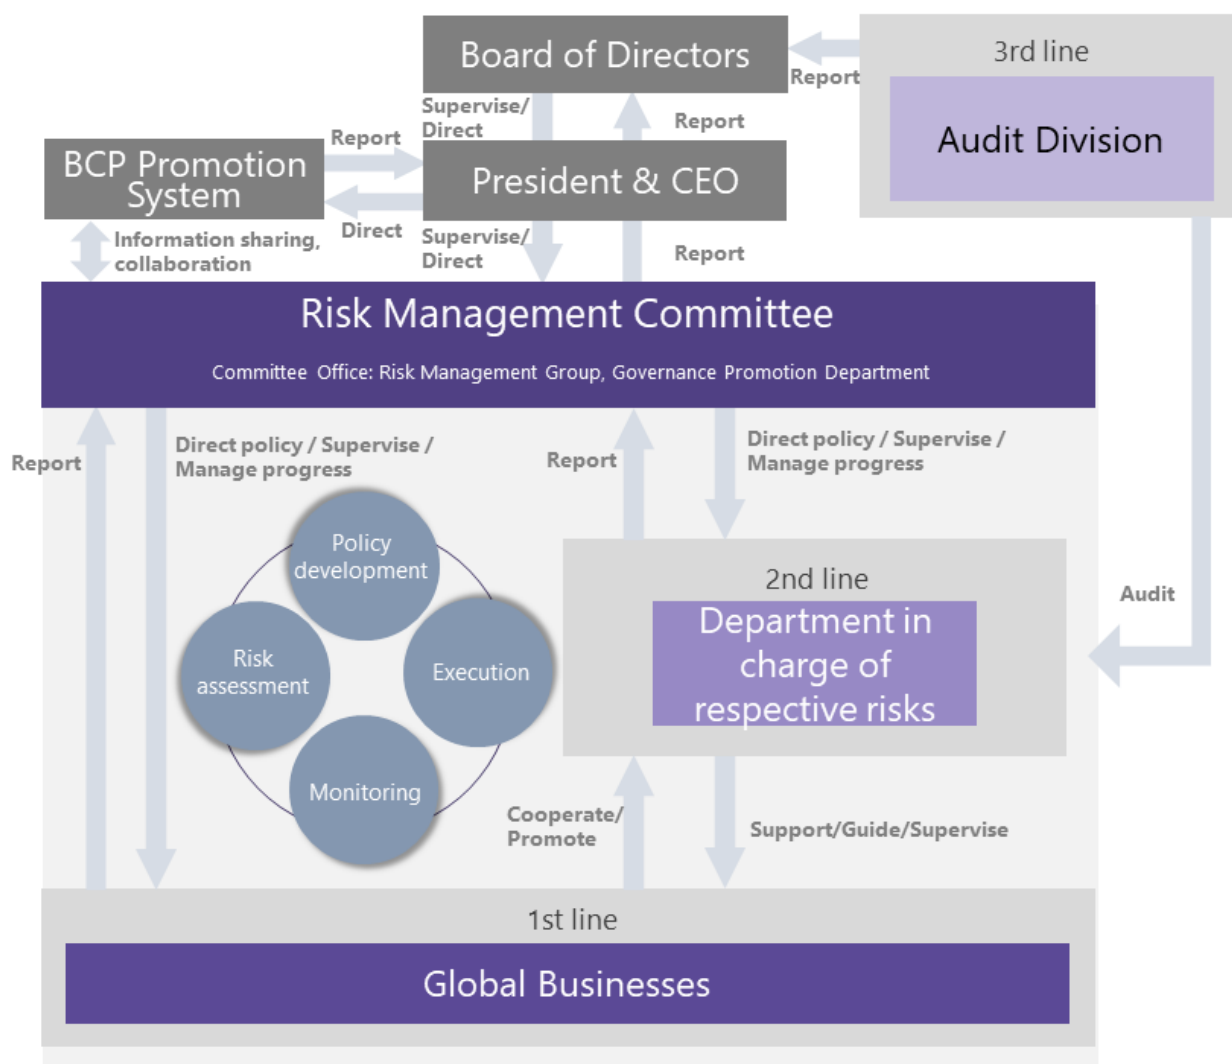 Board of Directors
3rd line
Report
Audit Division
Supervise/
Direct
Report
Report
BCP Promotion
System
President & CEO
Direct
Information sharing,
collaboration
Supervise/
Direct
Report
Risk Management Committee
Committee Office: Risk Management Group, Governance Promotion Department
Report
Direct policy / Supervise /
Manage progress
Report
Direct policy / Supervise /
Manage progress
Policy
development
Risk
assessment
Execution
Monitoring
2nd line
Department in
charge of
respective risks
Audit
Cooperate/
Promote
Support/Guide/Supervise
1st line
Global Businesses